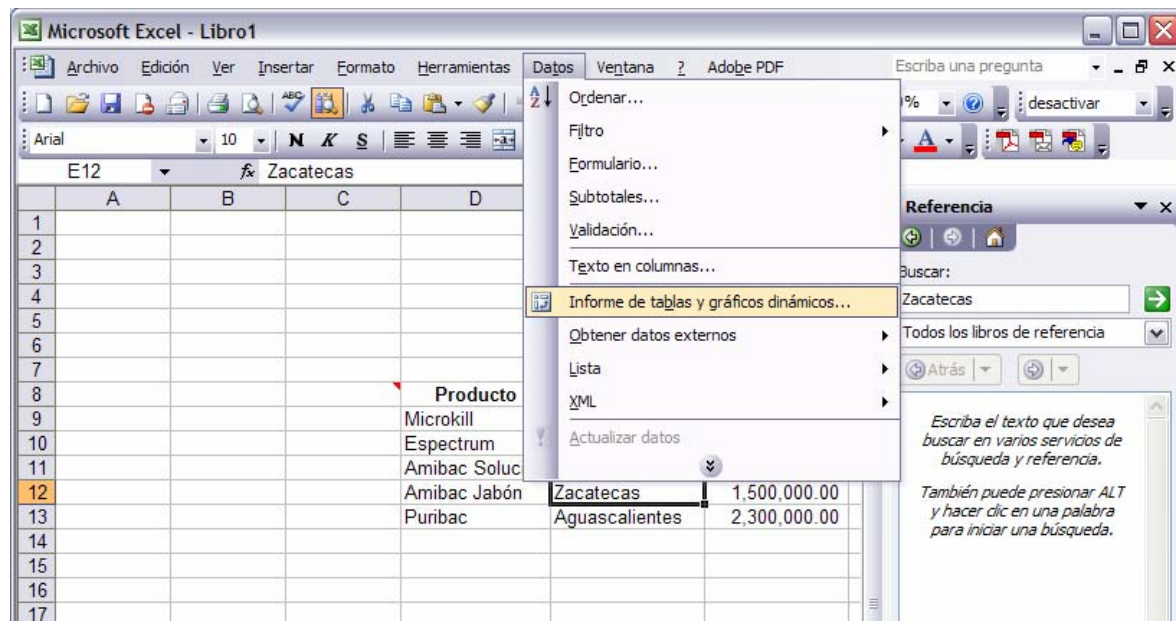 Microsoft Excel - Libro1
Archivo Edición Ver Insertar Formato Herramientas Datos Ventana ? Adobe PDF Escriba una pregunta
% desactivar
Arial 10 N K S A
E12 fx Zacatecas
A B C D
1
2
3
4
5
6
7
8 Producto
9 Microkill
10 Espectrum
11 Amibac Soluc
12 Amibac Jabón Zacatecas 1,500,000.00
13 Puribac Aguascalientes 2,300,000.00
14
15
16
17
Ordenar...
Filtro
Formulario...
Subtotales...
Validación...
Texto en columnas...
Informe de tablas y gráficos dinámicos...
Obtener datos externos
Lista
XML
Actualizar datos
Referencia
Buscar:
Zacatecas
Todos los libros de referencia
Atrás
Escriba el texto que desea
buscar en varios servicios de
búsqueda y referencia.
También puede presionar ALT
y hacer clic en una palabra
para iniciar una búsqueda.